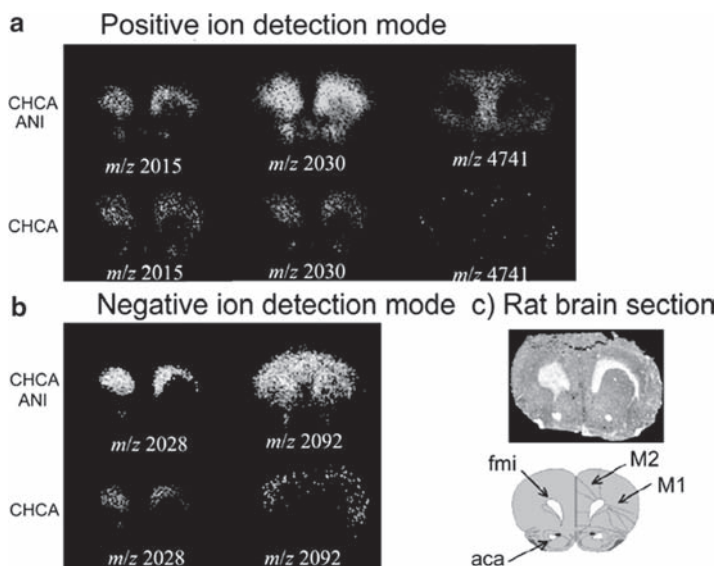 a Positive ion detection mode
CHCA
ANI
m/z 2015 m/z 2030 m/z 4741
CHCA
m/z 2015 m/z 2030 m/z 4741
b Negative ion detection mode c) Rat brain section
CHCA
ANI
m/z 2028 m/z 2092
fmi M2
M1
CHCA
aca
m/z 2028 m/z 2092